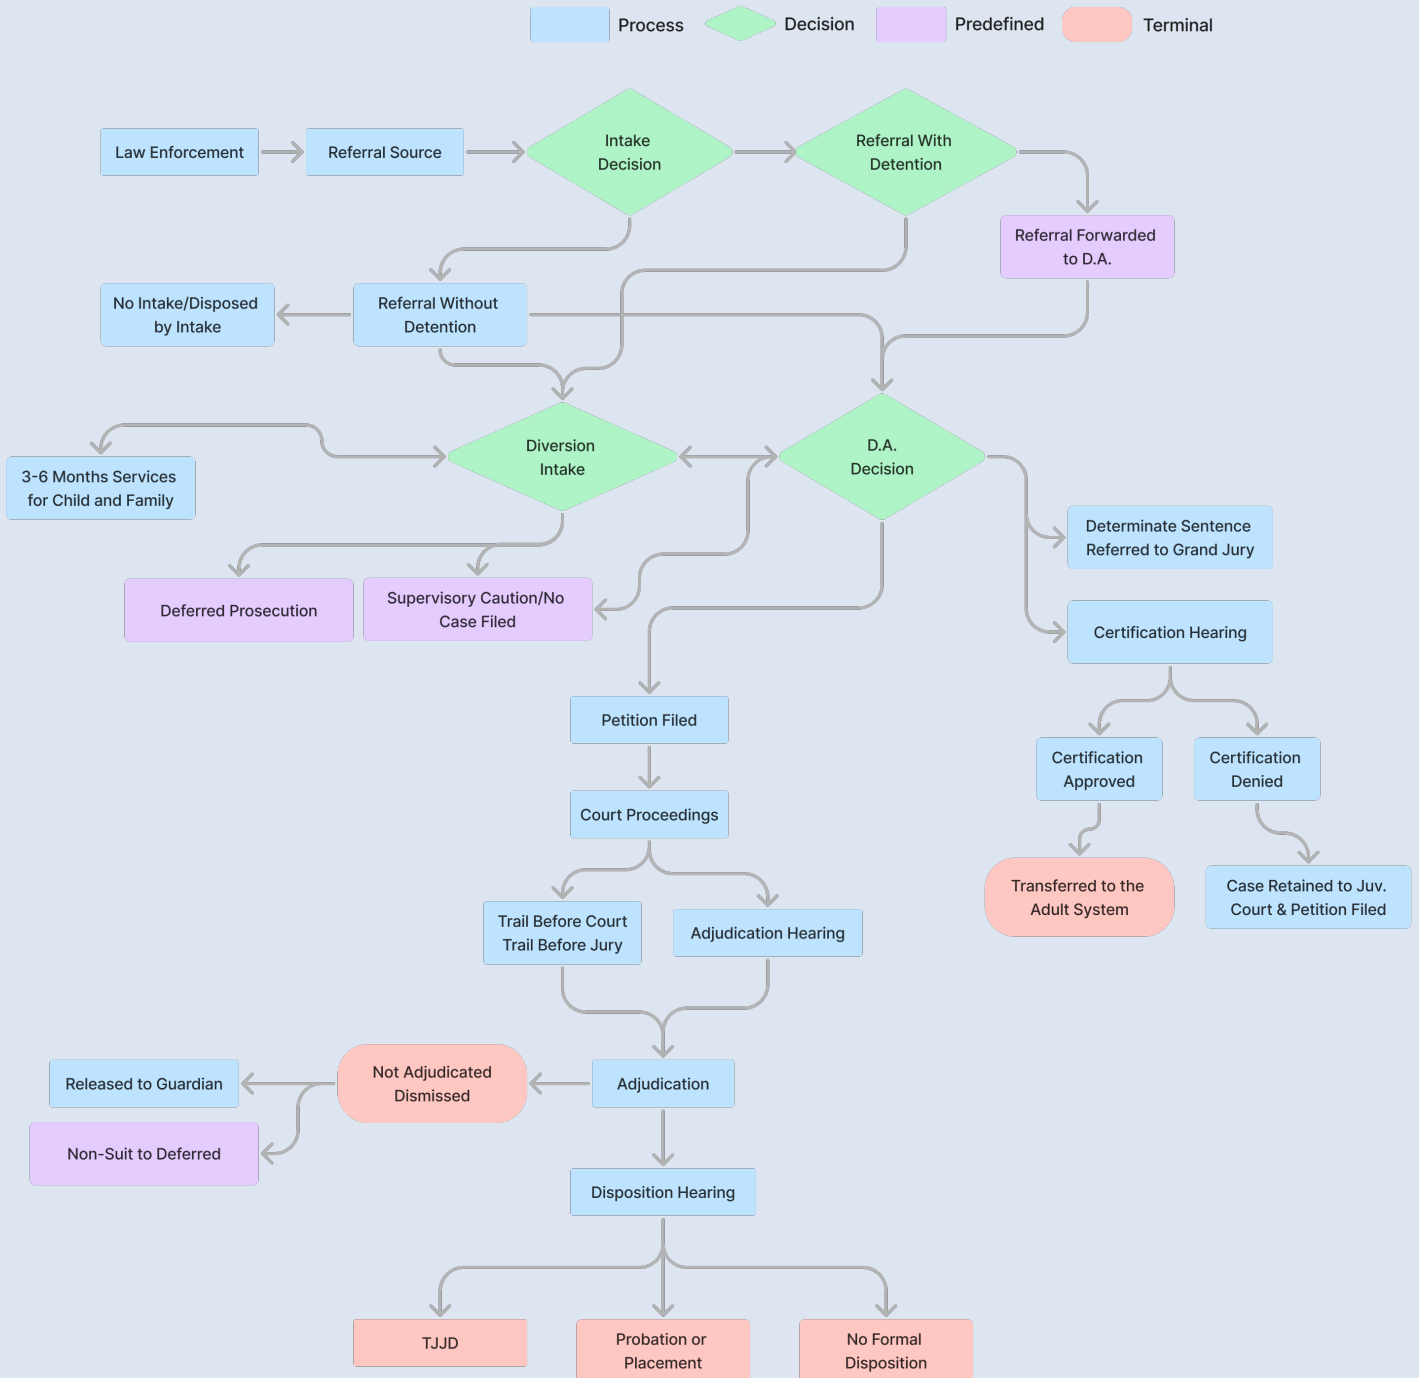 Process
Decision
Predefined
Terminal
Law Enforcement
Referral Source
Intake
Decision
Referral With
Detention
Referral Forwarded
to D.A.
No Intake/Disposed
by Intake
Referral Without
Detention
3-6 Months Services
for Child and Family
Diversion
Intake
D.A.
Decision
Determinate Sentence
Referred to Grand Jury
Deferred Prosecution
Supervisory Caution/No
Case Filed
Certification Hearing
Petition Filed
Certification
Approved
Certification
Denied
Court Proceedings
Transferred to the
Adult System
Case Retained to Juv.
Court & Petition Filed
Trail Before Court
Trail Before Jury
Adjudication Hearing
Released to Guardian
Not Adjudicated
Dismissed
Adjudication
Non-Suit to Deferred
Disposition Hearing
TJJD
Probation or
Placement
No Formal
Disposition